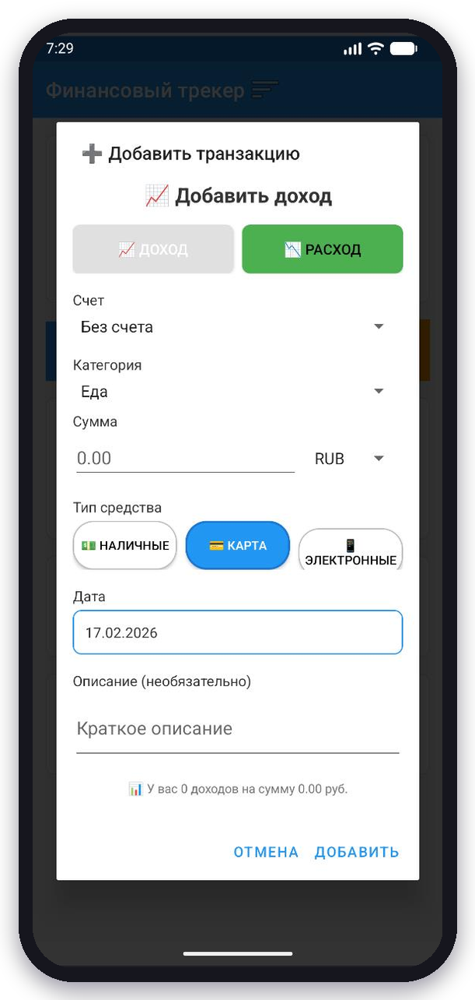 7:29
Финансовый трекер
➕ Добавить транзакцию
📈 Добавить доход
📈 ДОХОД
📉 РАСХОД
Счет
Без счета
Категория
Еда
Сумма
0.00 RUB
Тип средства
💵 НАЛИЧНЫЕ
💳 КАРТА
📱 ЭЛЕКТРОННЫЕ
Дата
17.02.2026
Описание (необязательно)
Краткое описание
📊 У вас 0 доходов на сумму 0.00 руб.
ОТМЕНА ДОБАВИТЬ